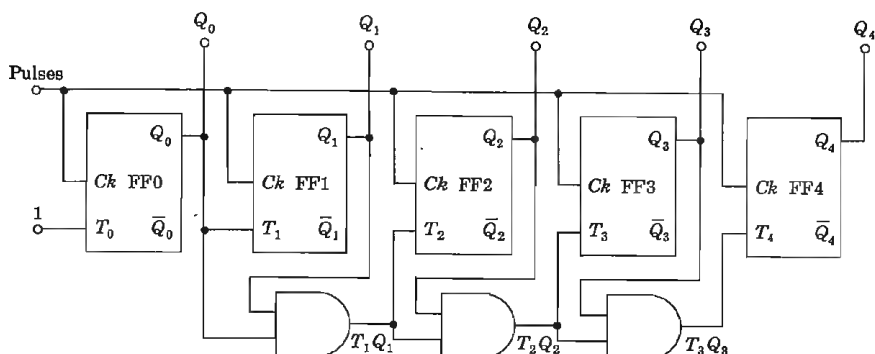 Q₀ Q₁ Q₂ Q₃ Q₄
Pulses
Q₀ Q₁ Q₂ Q₃ Q₄
Ck FF0 Ck FF1 Ck FF2 Ck FF3 Ck FF4
1
T₀ Q̅₀ T₁ Q̅₁ T₂ Q̅₂ T₃ Q̅₃ T₄ Q̅₄
T₁Q₁ T₂Q₂ T₃Q₃